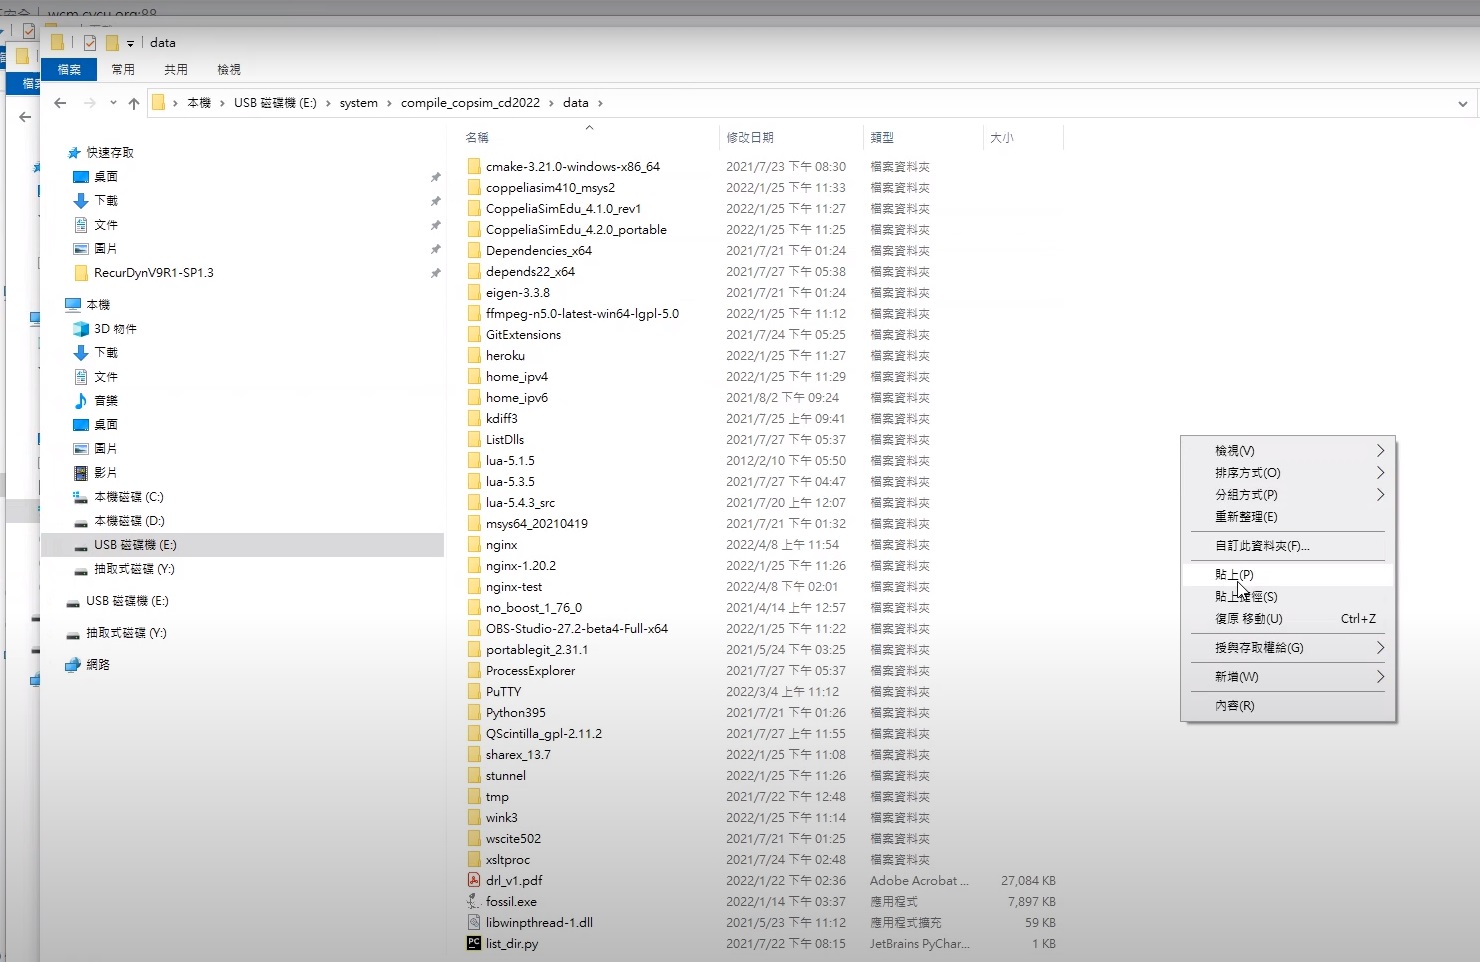 wcm.cycu.org:88
data
檔案 常用 共用 檢視
本機 USB 磁碟機 (E:) system compile_copsim_cd2022 data
名稱 修改日期 類型 大小
快速存取
桌面
下載
文件
圖片
RecurDynV9R1-SP1.3
本機
3D 物件
下載
文件
音樂
桌面
圖片
影片
本機磁碟 (C:)
本機磁碟 (D:)
USB 磁碟機 (E:)
抽取式磁碟 (Y:)
USB 磁碟機 (E:)
抽取式磁碟 (Y:)
網路
cmake-3.21.0-windows-x86_64 2021/7/23 下午 08:30 檔案資料夾
coppeliasim410_msys2 2022/1/25 下午 11:33 檔案資料夾
CoppeliaSimEdu_4.1.0_rev1 2022/1/25 下午 11:27 檔案資料夾
CoppeliaSimEdu_4.2.0_portable 2022/1/25 下午 11:25 檔案資料夾
Dependencies_x64 2021/7/21 下午 01:24 檔案資料夾
depends22_x64 2021/7/27 下午 05:38 檔案資料夾
eigen-3.3.8 2021/7/21 下午 01:24 檔案資料夾
ffmpeg-n5.0-latest-win64-lgpl-5.0 2022/1/25 下午 11:12 檔案資料夾
GitExtensions 2021/7/24 下午 05:25 檔案資料夾
heroku 2022/1/25 下午 11:27 檔案資料夾
home_ipv4 2022/1/25 下午 11:29 檔案資料夾
home_ipv6 2021/8/2 下午 09:24 檔案資料夾
kdiff3 2021/7/25 上午 09:41 檔案資料夾
ListDlls 2021/7/27 下午 05:37 檔案資料夾
lua-5.1.5 2012/2/10 下午 05:50 檔案資料夾
lua-5.3.5 2021/7/27 下午 04:47 檔案資料夾
lua-5.4.3_src 2021/7/20 上午 12:07 檔案資料夾
msys64_20210419 2021/7/21 下午 01:32 檔案資料夾
nginx 2022/4/8 上午 11:54 檔案資料夾
nginx-1.20.2 2022/1/25 下午 11:26 檔案資料夾
nginx-test 2022/4/8 下午 02:01 檔案資料夾
no_boost_1_76_0 2021/4/14 上午 12:57 檔案資料夾
OBS-Studio-27.2-beta4-Full-x64 2022/1/25 下午 11:22 檔案資料夾
portablegit_2.31.1 2021/5/24 下午 03:25 檔案資料夾
ProcessExplorer 2021/7/27 下午 05:37 檔案資料夾
PuTTY 2022/3/4 上午 11:12 檔案資料夾
Python395 2021/7/21 下午 01:26 檔案資料夾
QScintilla_gpl-2.11.2 2021/7/27 上午 11:55 檔案資料夾
sharex_13.7 2022/1/25 下午 11:08 檔案資料夾
stunnel 2022/1/25 下午 11:26 檔案資料夾
tmp 2021/7/22 下午 12:48 檔案資料夾
wink3 2022/1/25 下午 11:14 檔案資料夾
wscite502 2021/7/21 下午 01:25 檔案資料夾
xsltproc 2021/7/24 下午 02:48 檔案資料夾
drl_v1.pdf 2022/1/22 下午 02:36 Adobe Acrobat ... 27,084 KB
fossil.exe 2022/1/14 下午 03:37 應用程式 7,897 KB
libwinpthread-1.dll 2021/5/23 下午 11:12 應用程式擴充 59 KB
list_dir.py 2021/7/22 下午 08:15 JetBrains PyChar... 1 KB
檢視(V)
排序方式(O)
分組方式(P)
重新整理(E)
自訂此資料夾(F)...
貼上(P)
貼上捷徑(S)
復原 移動(U) Ctrl+Z
授與存取權給(G)
新增(W)
內容(R)